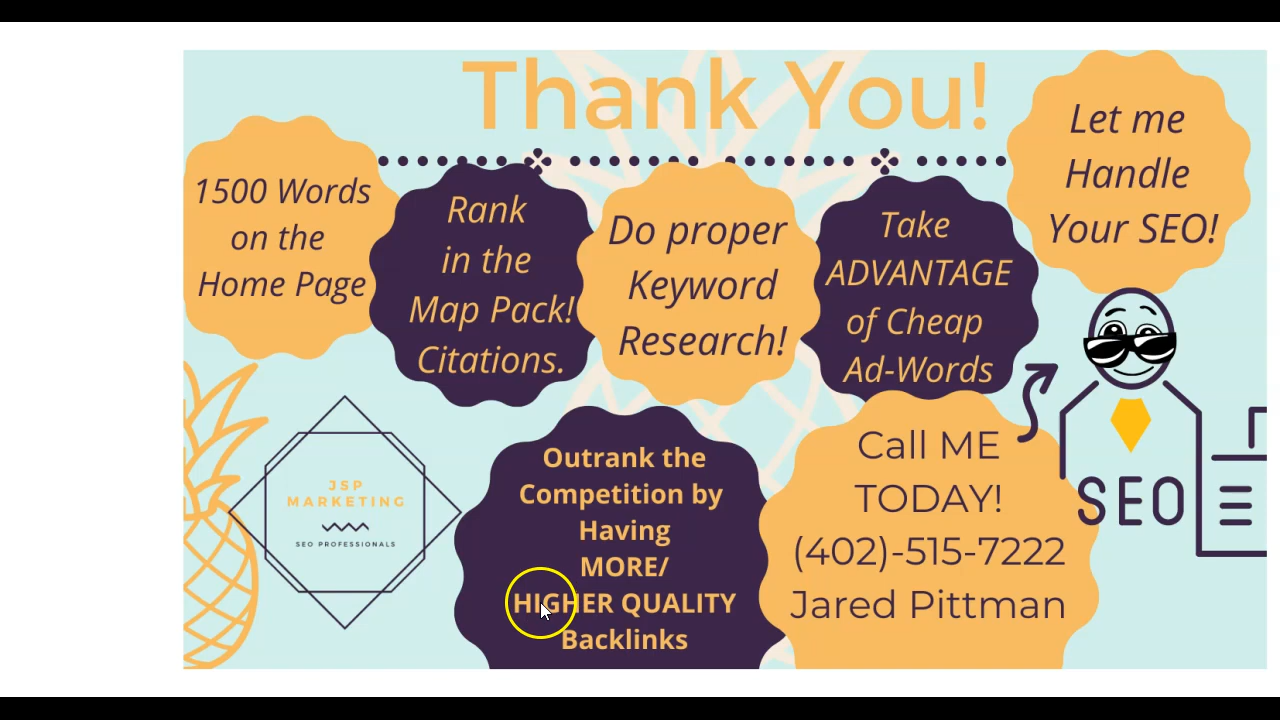 Thank You!
1500 Words
on the
Home Page
Rank
in the
Map Pack!
Citations.
Do proper
Keyword
Research!
Take
ADVANTAGE
of Cheap
Ad-Words
Let me
Handle
Your SEO!
JSP
MARKETING
SEO PROFESSIONALS
Outrank the
Competition by
Having
MORE/
HIGHER QUALITY
Backlinks
Call ME
TODAY!
(402)-515-7222
Jared Pittman
SEO